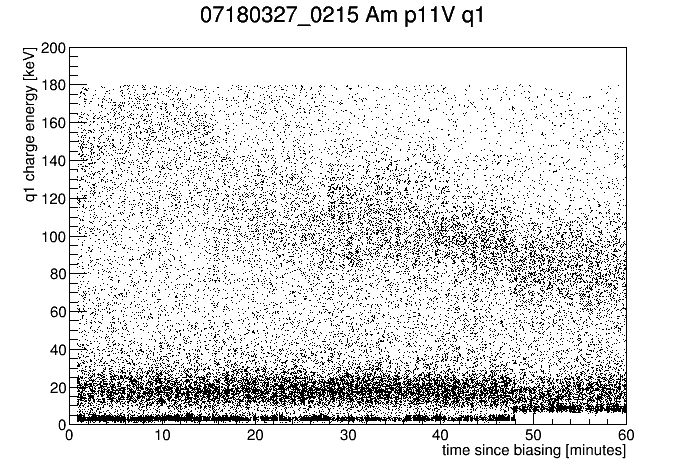 07180327_0215 Am p11V q1
q1 charge energy [keV]
200
180
160
140
120
100
80
60
40
20
0
0 10 20 30 40 50 60
time since biasing [minutes]